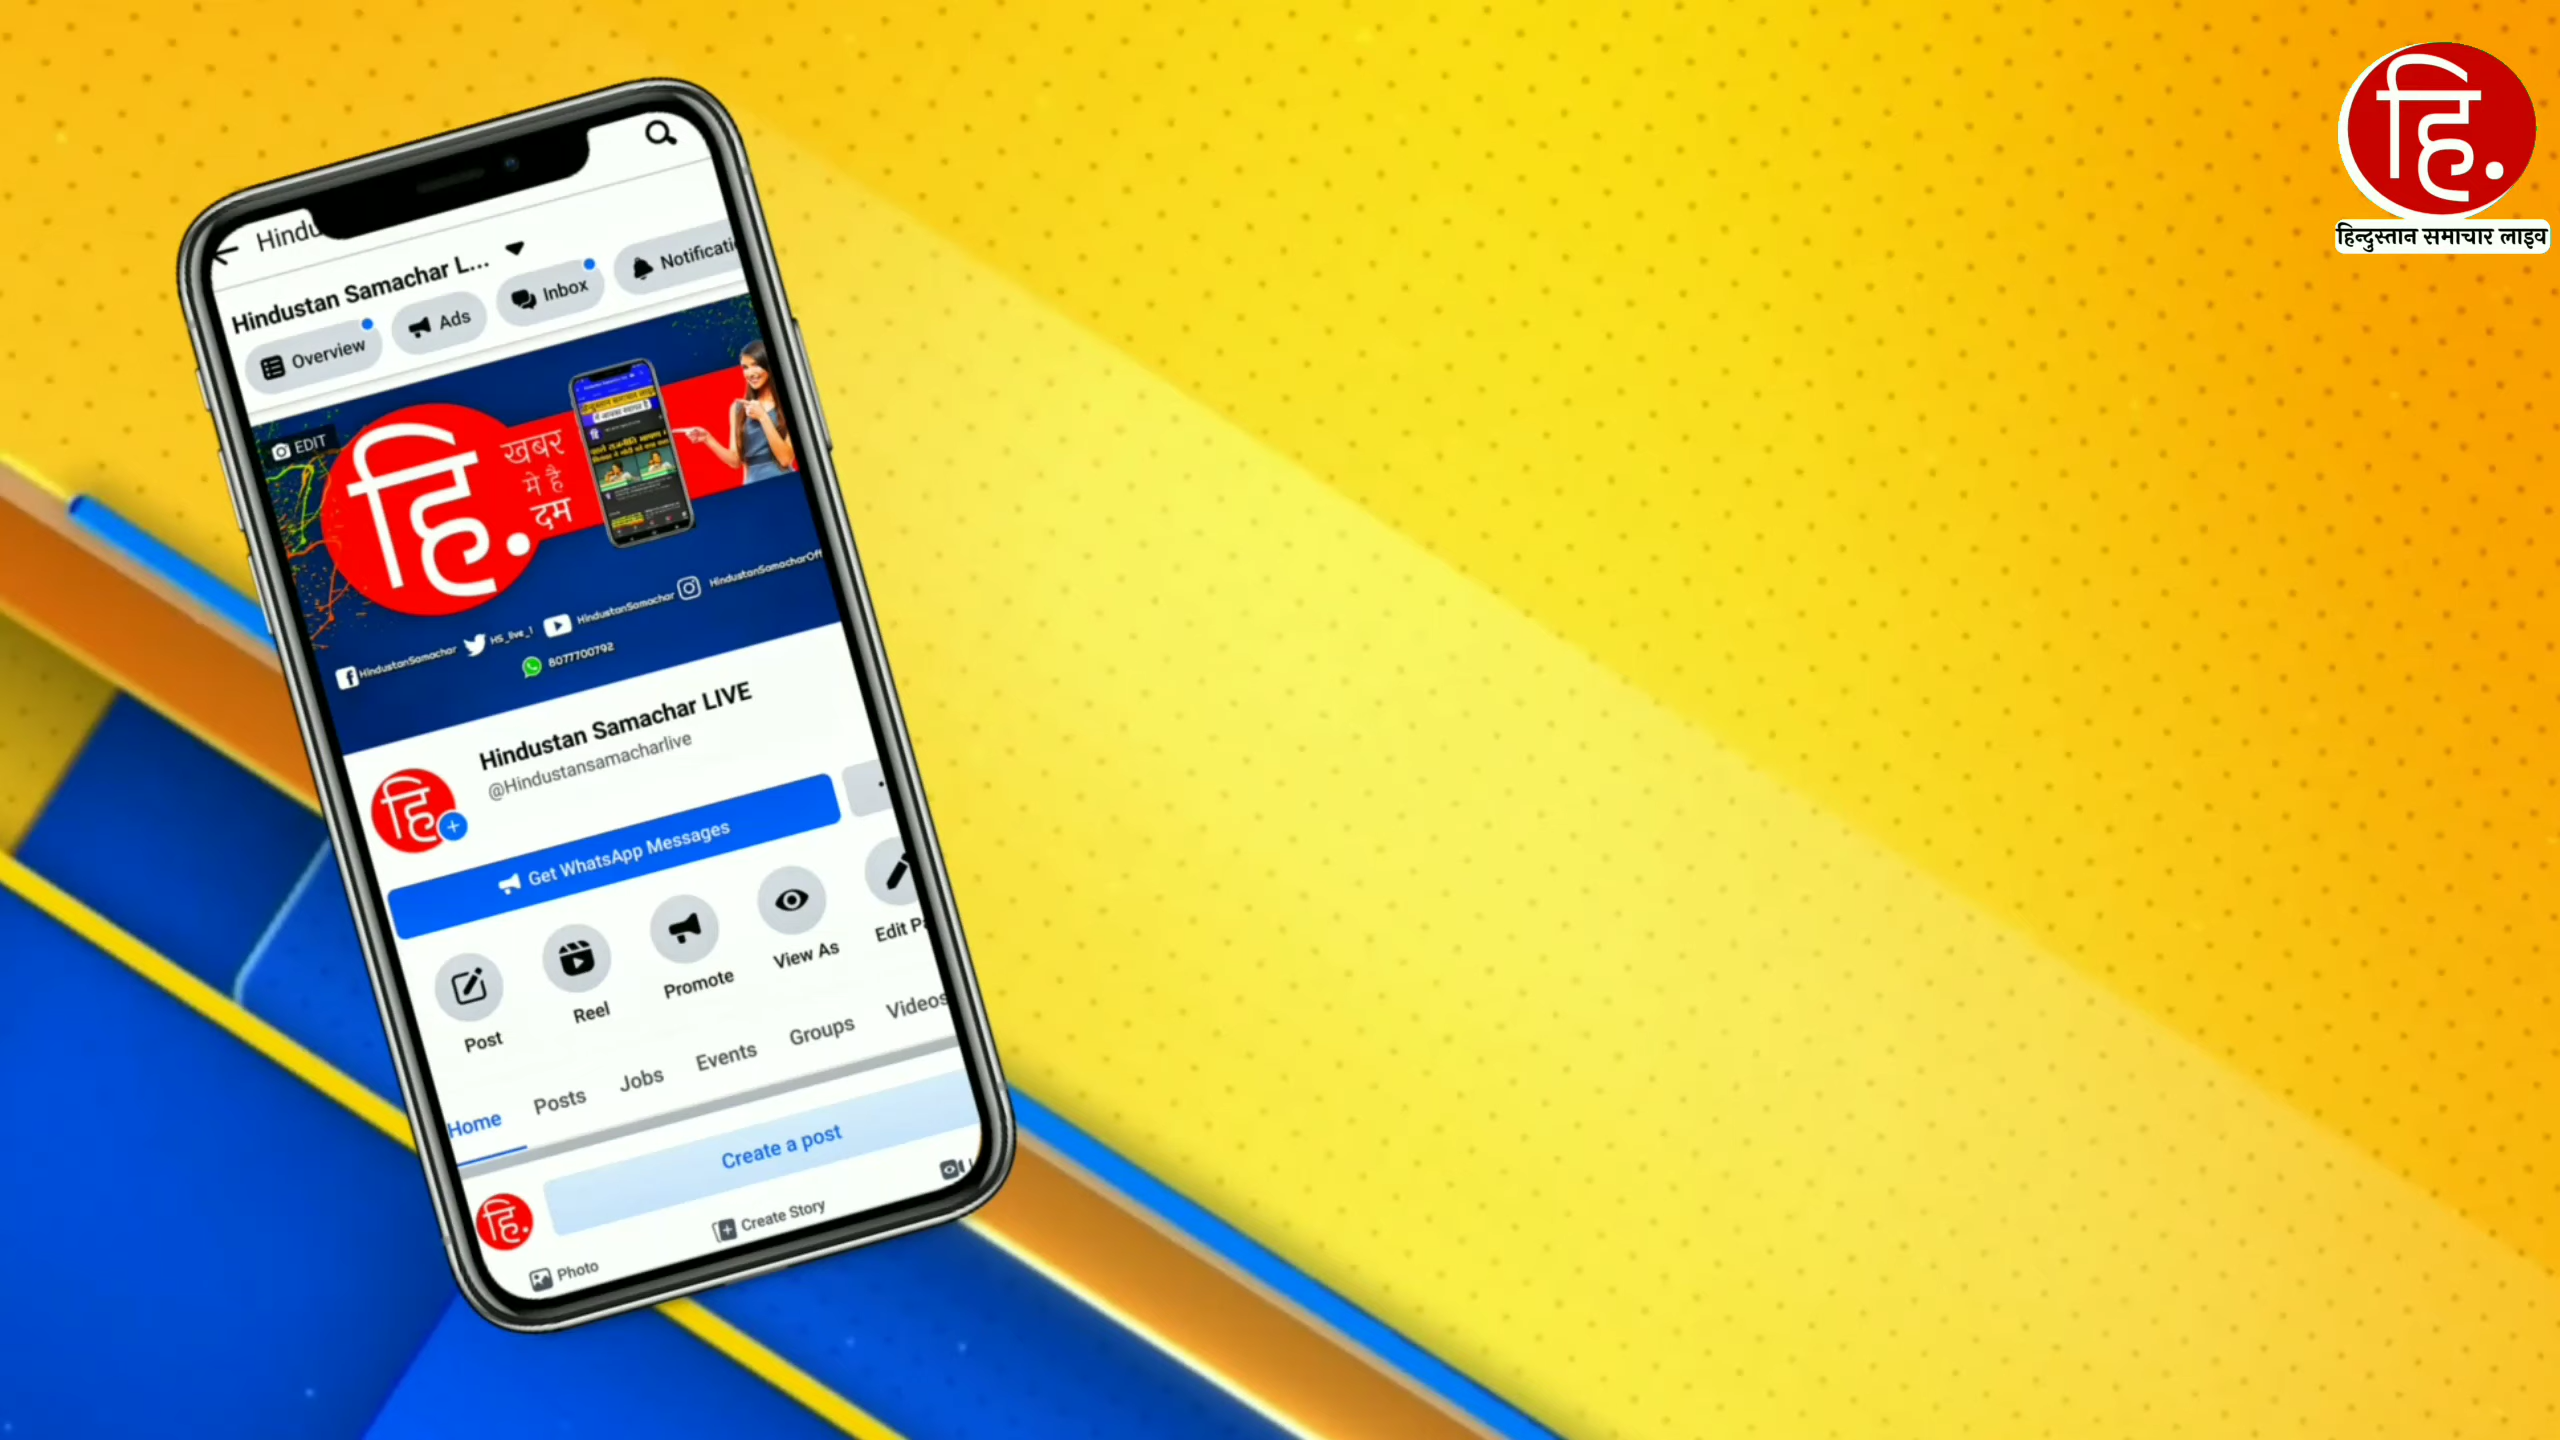 हि.
हिन्दुस्तान समाचार लाइव
Hindu
Hindustan Samachar L...
Overview
Ads
Inbox
Notificati
EDIT
हि.
खबर
मे है
दम
HindustanSamachar
HS_live_1
HindustanSamachar
HindustanSamacharOff
8077700792
Hindustan Samachar LIVE
@Hindustansamacharlive
हि
Get WhatsApp Messages
Post
Reel
Promote
View As
Edit P
Home
Posts
Jobs
Events
Groups
Videos
हि.
Create a post
Photo
Create Story